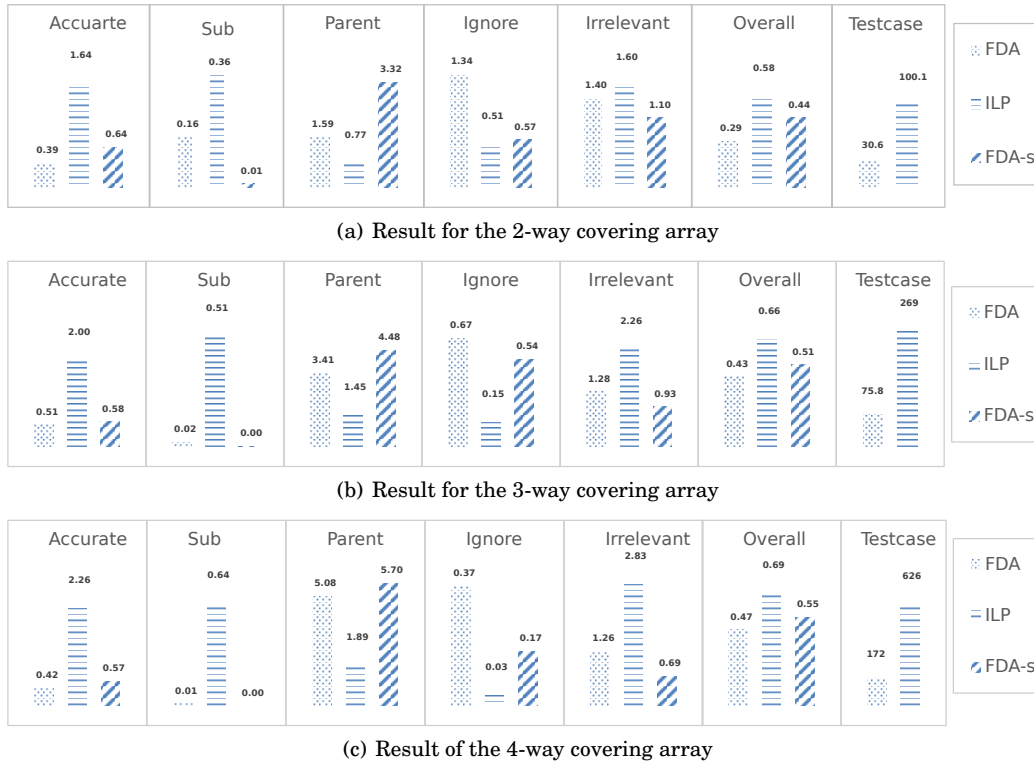 Accuarte Sub Parent Ignore Irrelevant Overall Testcase
0.39 1.64 0.64
0.16 0.36 0.01
1.59 0.77 3.32
1.34 0.51 0.57
1.40 1.60 1.10
0.29 0.58 0.44
30.6 100.1
FDA
ILP
FDA-s
(a) Result for the 2-way covering array
Accurate Sub Parent Ignore Irrelevant Overall Testcase
0.51 2.00 0.58
0.02 0.51 0.00
3.41 1.45 4.48
0.67 0.15 0.54
1.28 2.26 0.93
0.43 0.66 0.51
75.8 269
FDA
ILP
FDA-s
(b) Result for the 3-way covering array
Accurate Sub Parent Ignore Irrelevant Overall Testcase
0.42 2.26 0.57
0.01 0.64 0.00
5.08 1.89 5.70
0.37 0.03 0.17
1.26 2.83 0.69
0.47 0.69 0.55
172 626
FDA
ILP
FDA-s
(c) Result of the 4-way covering array